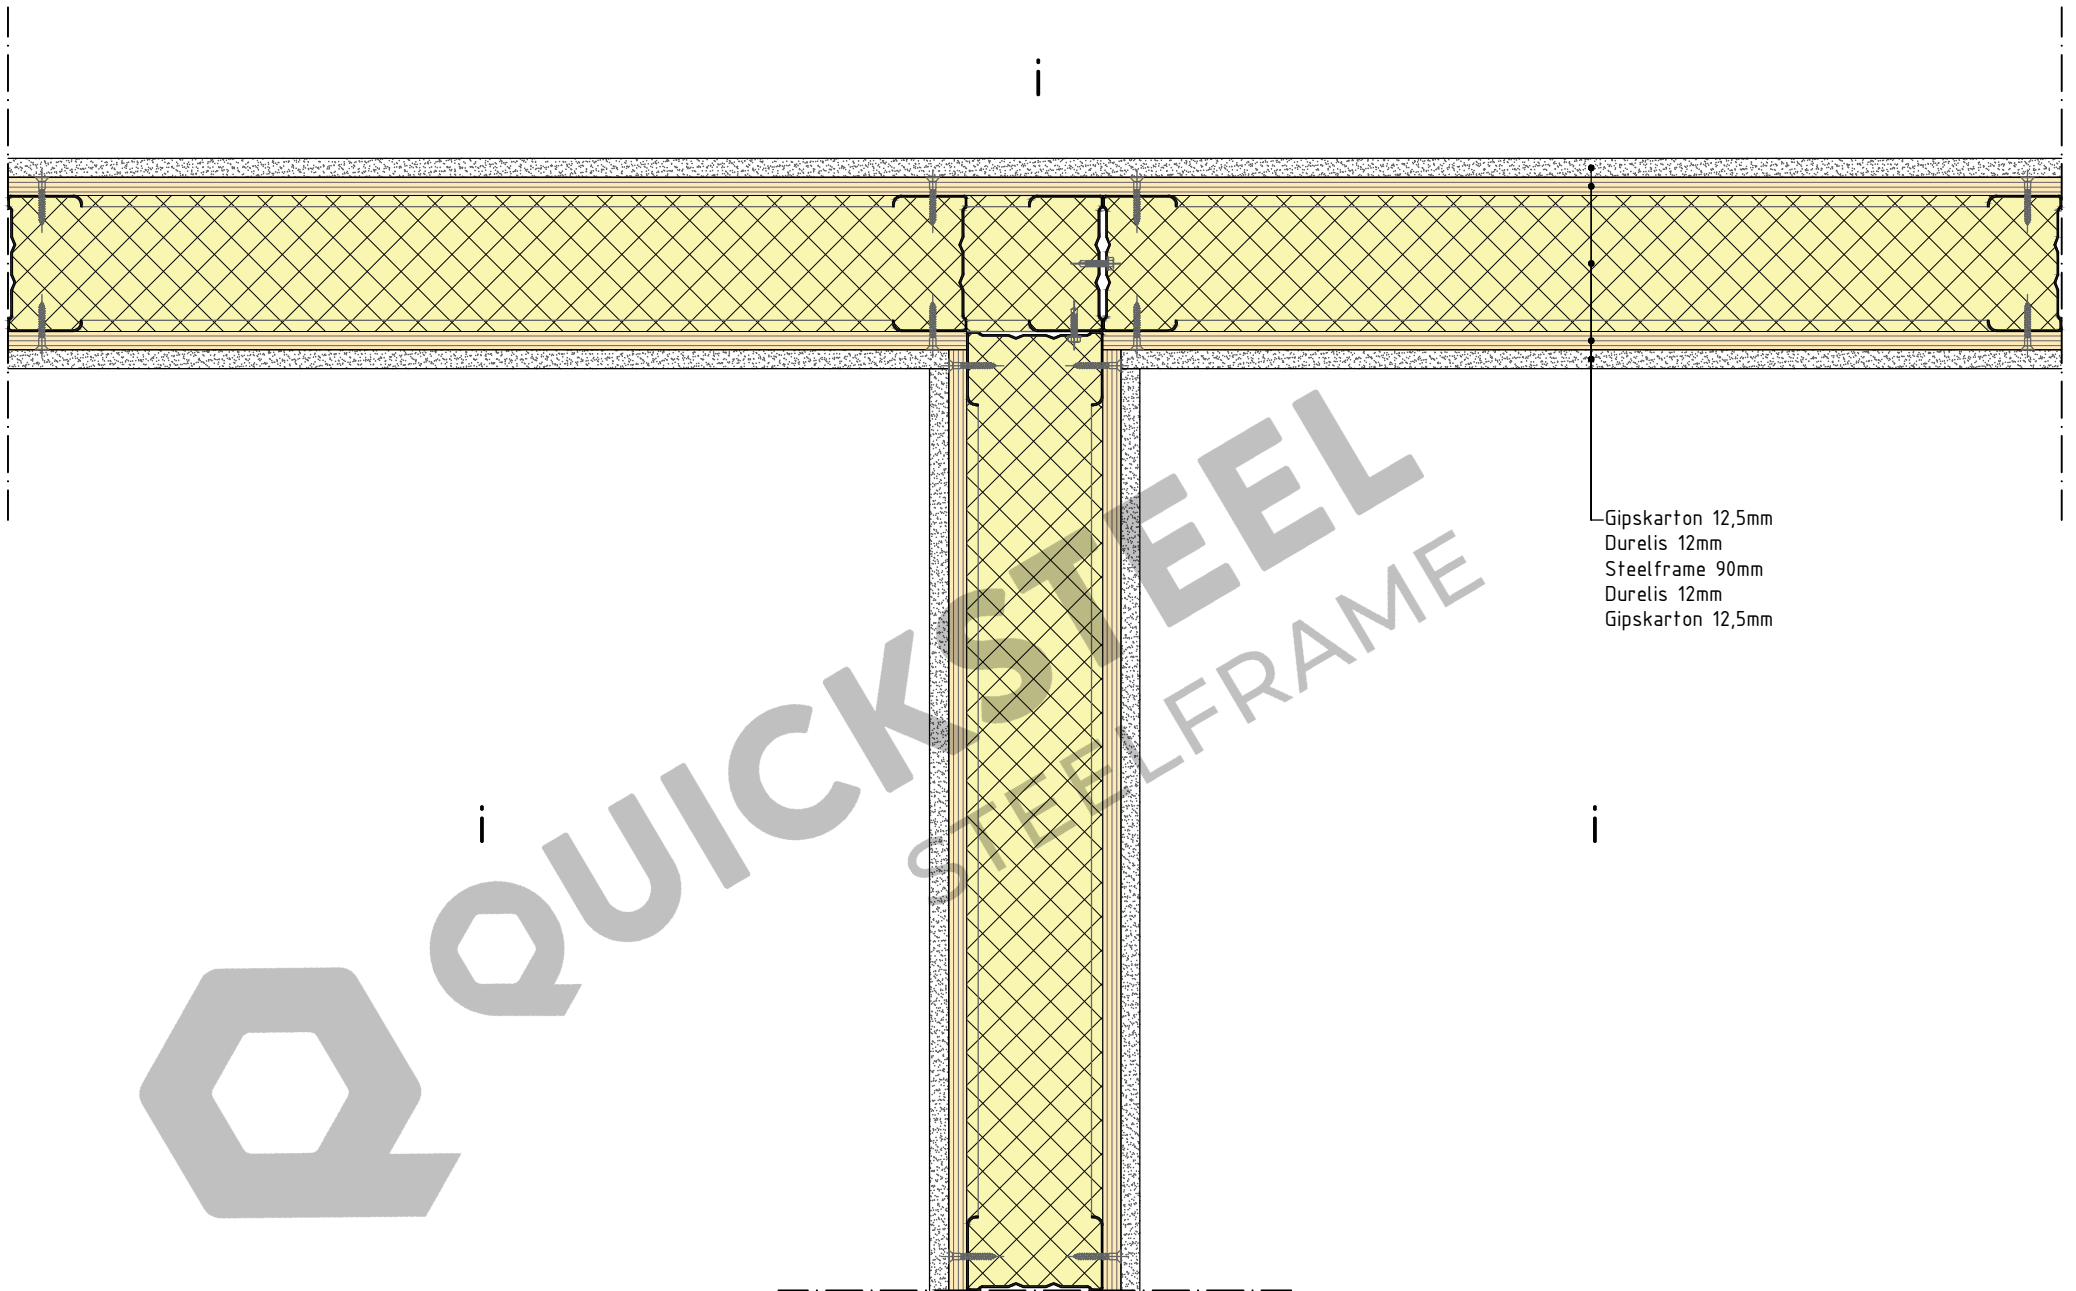 i
Gipskarton 12,5mm
Durelis 12mm
Steelframe 90mm
Durelis 12mm
Gipskarton 12,5mm
QUICKSTEEL
STEELFRAME
i
i